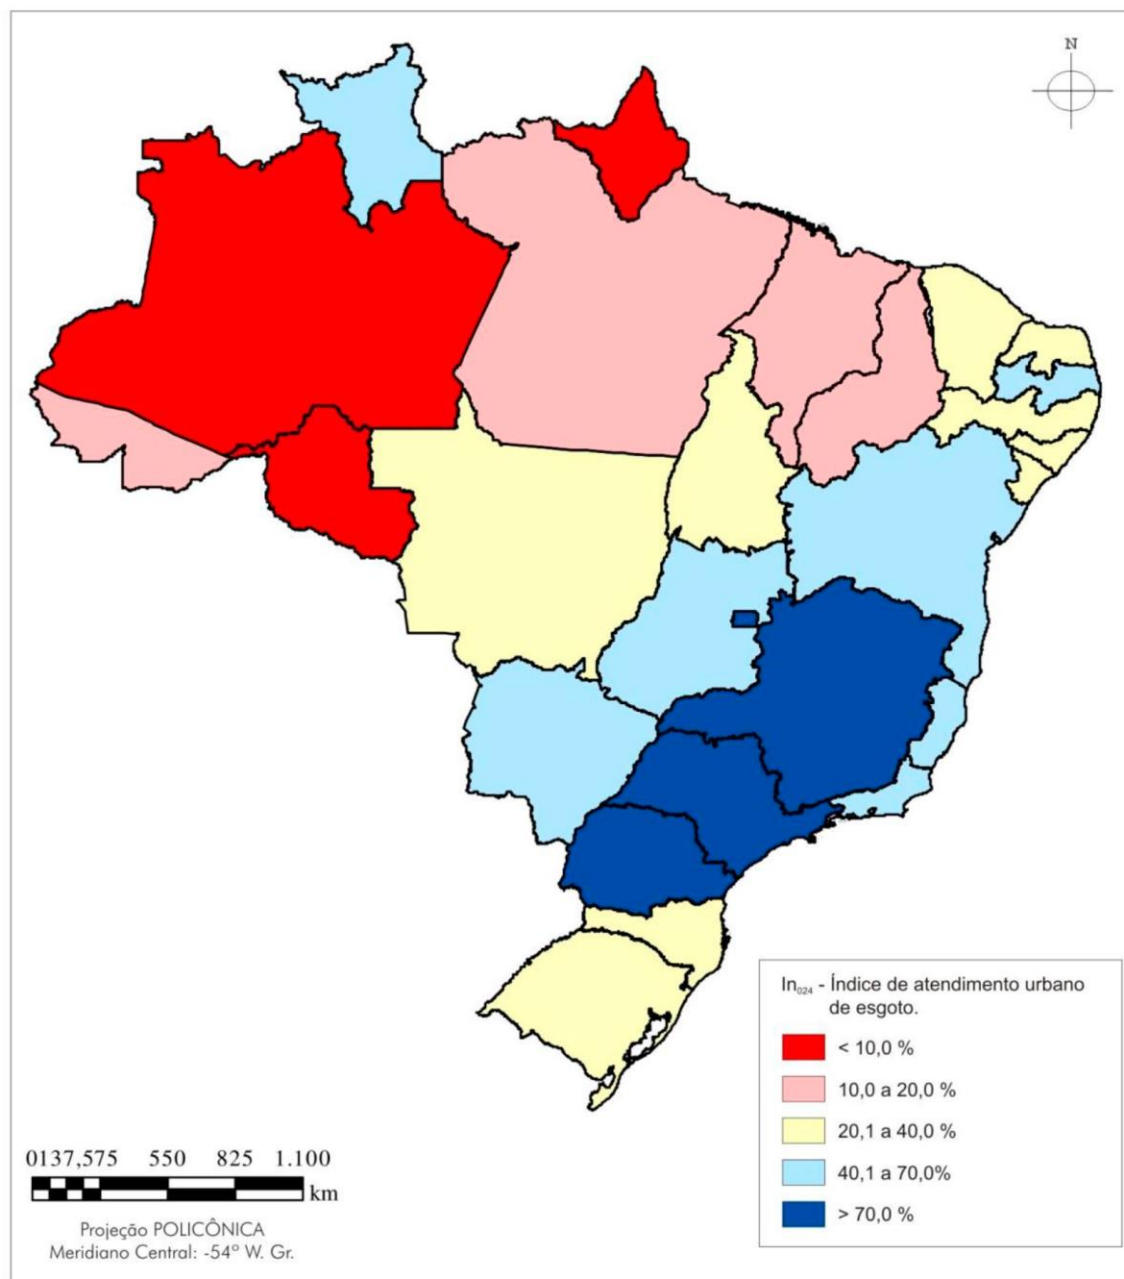 N
In024 - Índice de atendimento urbano
de esgoto.
< 10,0 %
10,0 a 20,0 %
20,1 a 40,0 %
40,1 a 70,0%
> 70,0 %
0137,575 550 825 1.100
km
Projeção POLICÔNICA
Meridiano Central: -54º W. Gr.